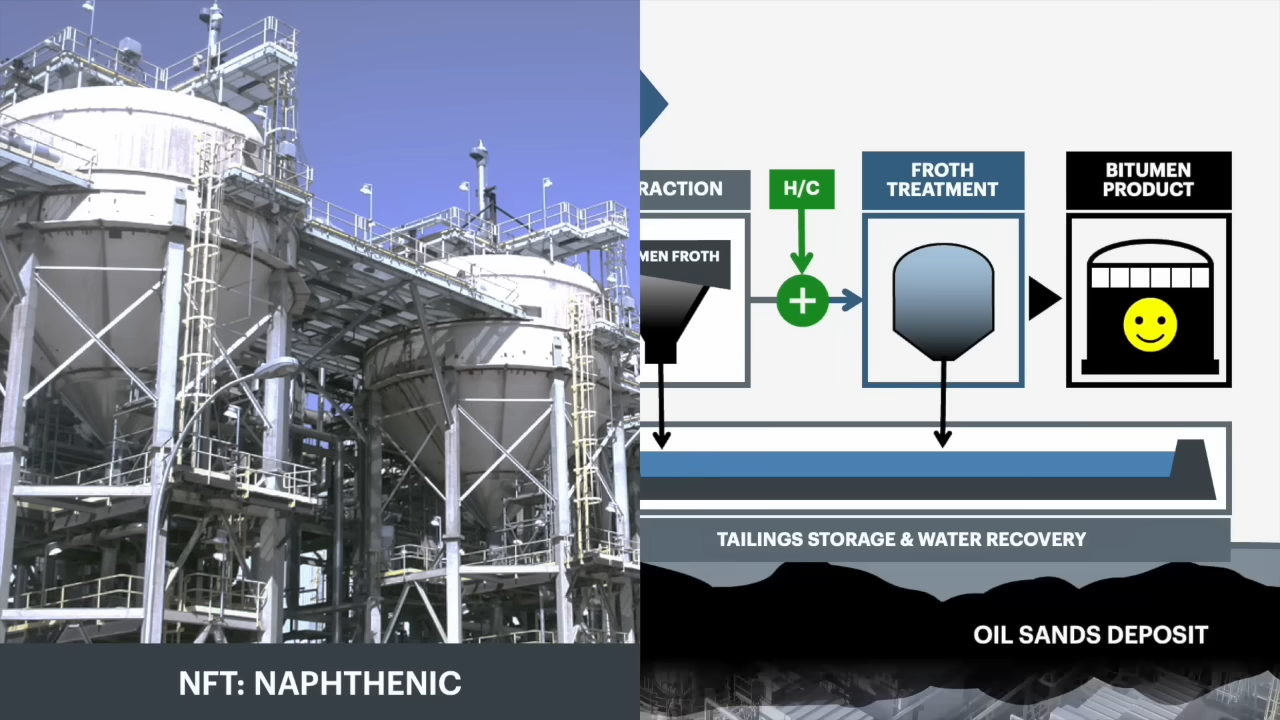 FROTH
TREATMENT
BITUMEN
PRODUCT
RACTION
H/C
MEN FROTH
TAILINGS STORAGE & WATER RECOVERY
OIL SANDS DEPOSIT
NFT: NAPHTHENIC